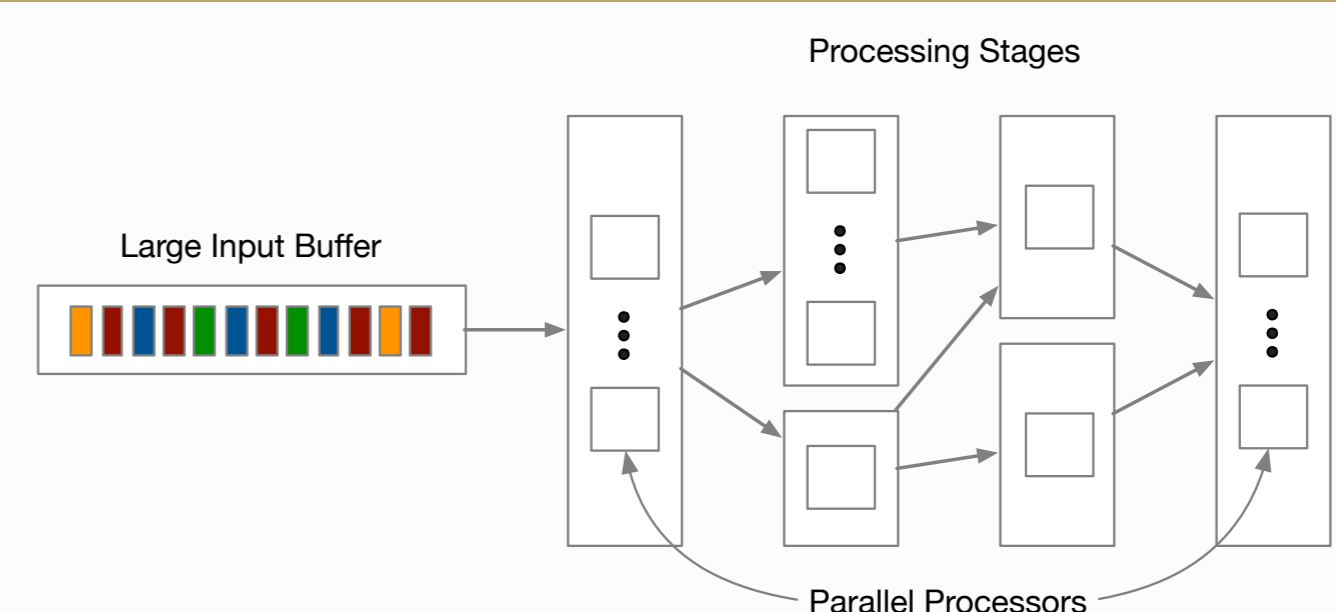 Processing Stages
Large Input Buffer
Parallel Processors